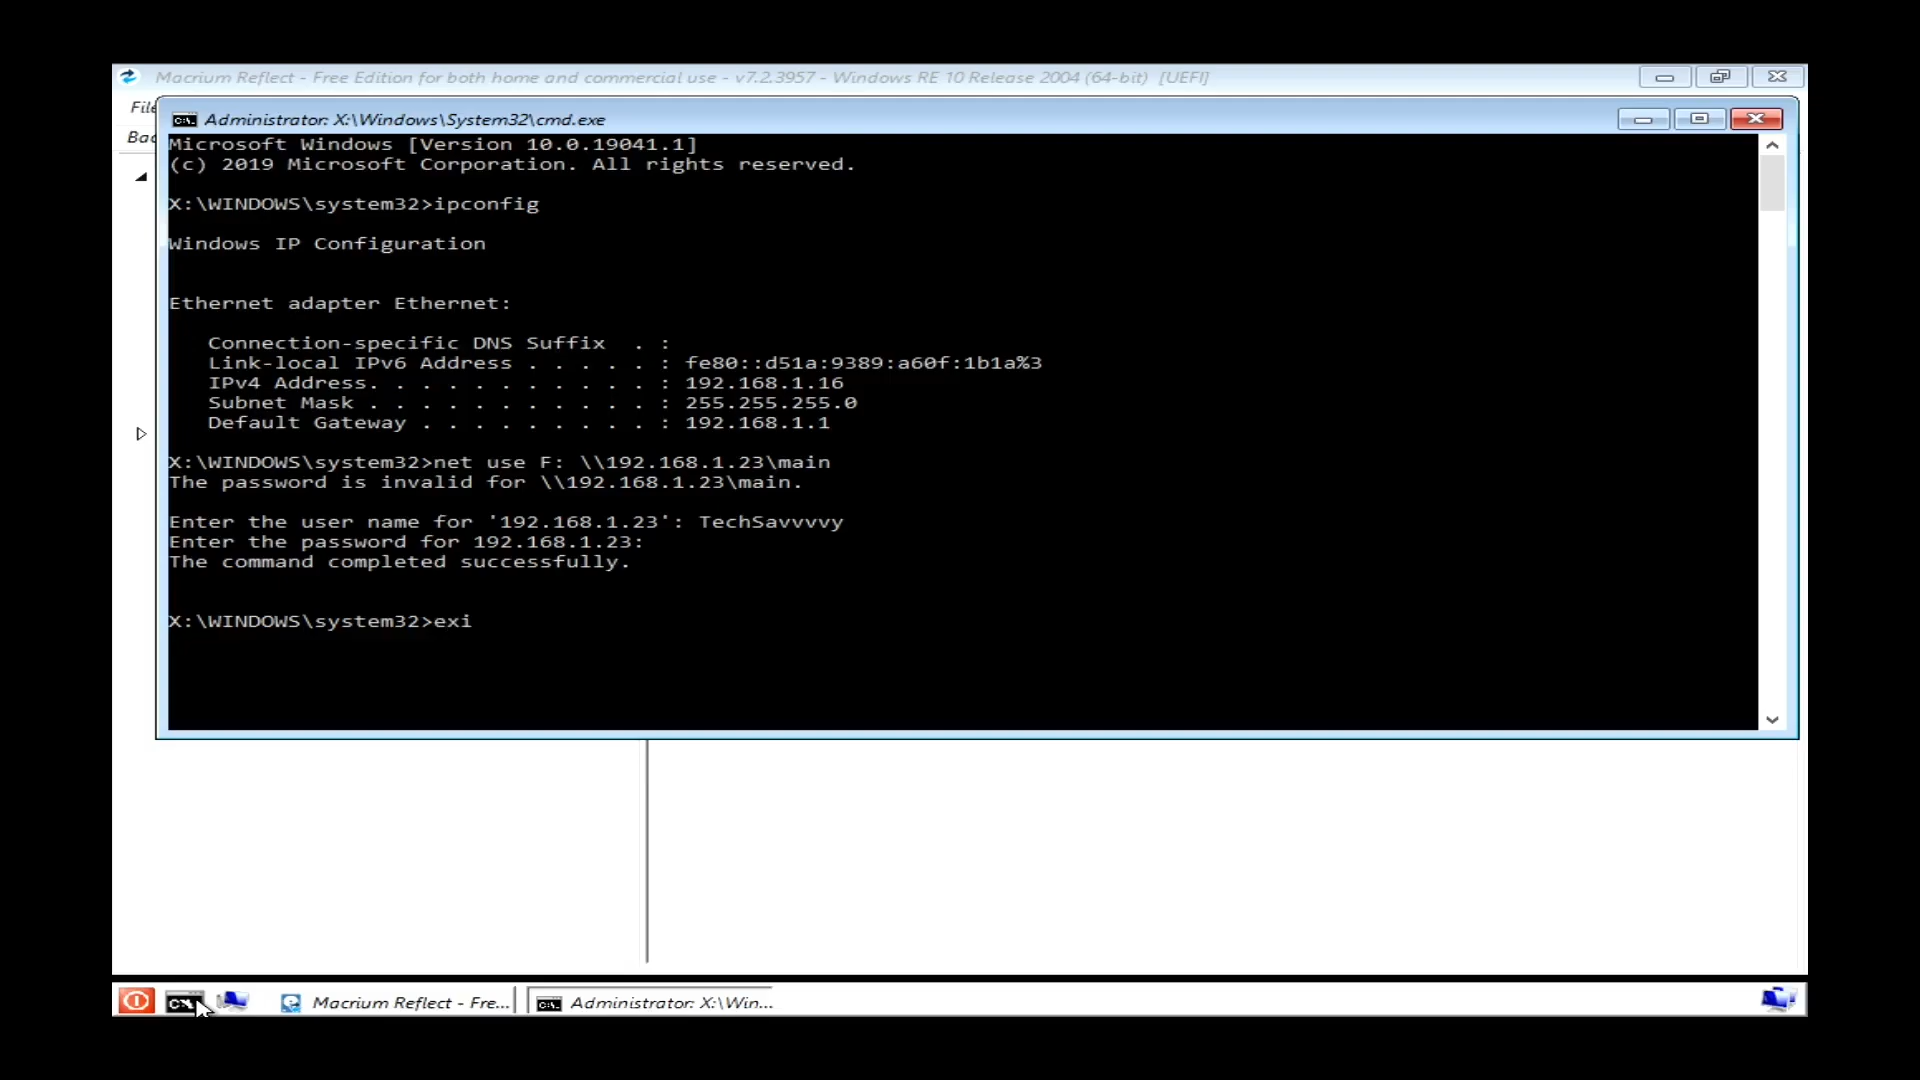 Macrium Reflect - Free Edition for both home and commercial use - v7.2.3957 - Windows RE 10 Release 2004 (64-bit) [UEFI]
File
Bac
Administrator: X:\Windows\System32\cmd.exe
Microsoft Windows [Version 10.0.19041.1]
(c) 2019 Microsoft Corporation. All rights reserved.
X:\WINDOWS\system32>ipconfig
Windows IP Configuration
Ethernet adapter Ethernet:
Connection-specific DNS Suffix  . :
Link-local IPv6 Address . . . . . : fe80::d51a:9389:a60f:1b1a%3
IPv4 Address. . . . . . . . . . . : 192.168.1.16
Subnet Mask . . . . . . . . . . . : 255.255.255.0
Default Gateway . . . . . . . . . : 192.168.1.1
X:\WINDOWS\system32>net use F: \\192.168.1.23\main
The password is invalid for \\192.168.1.23\main.
Enter the user name for '192.168.1.23': TechSavvvvy
Enter the password for 192.168.1.23:
The command completed successfully.
X:\WINDOWS\system32>exi
Macrium Reflect - Fre...
Administrator: X:\Win...